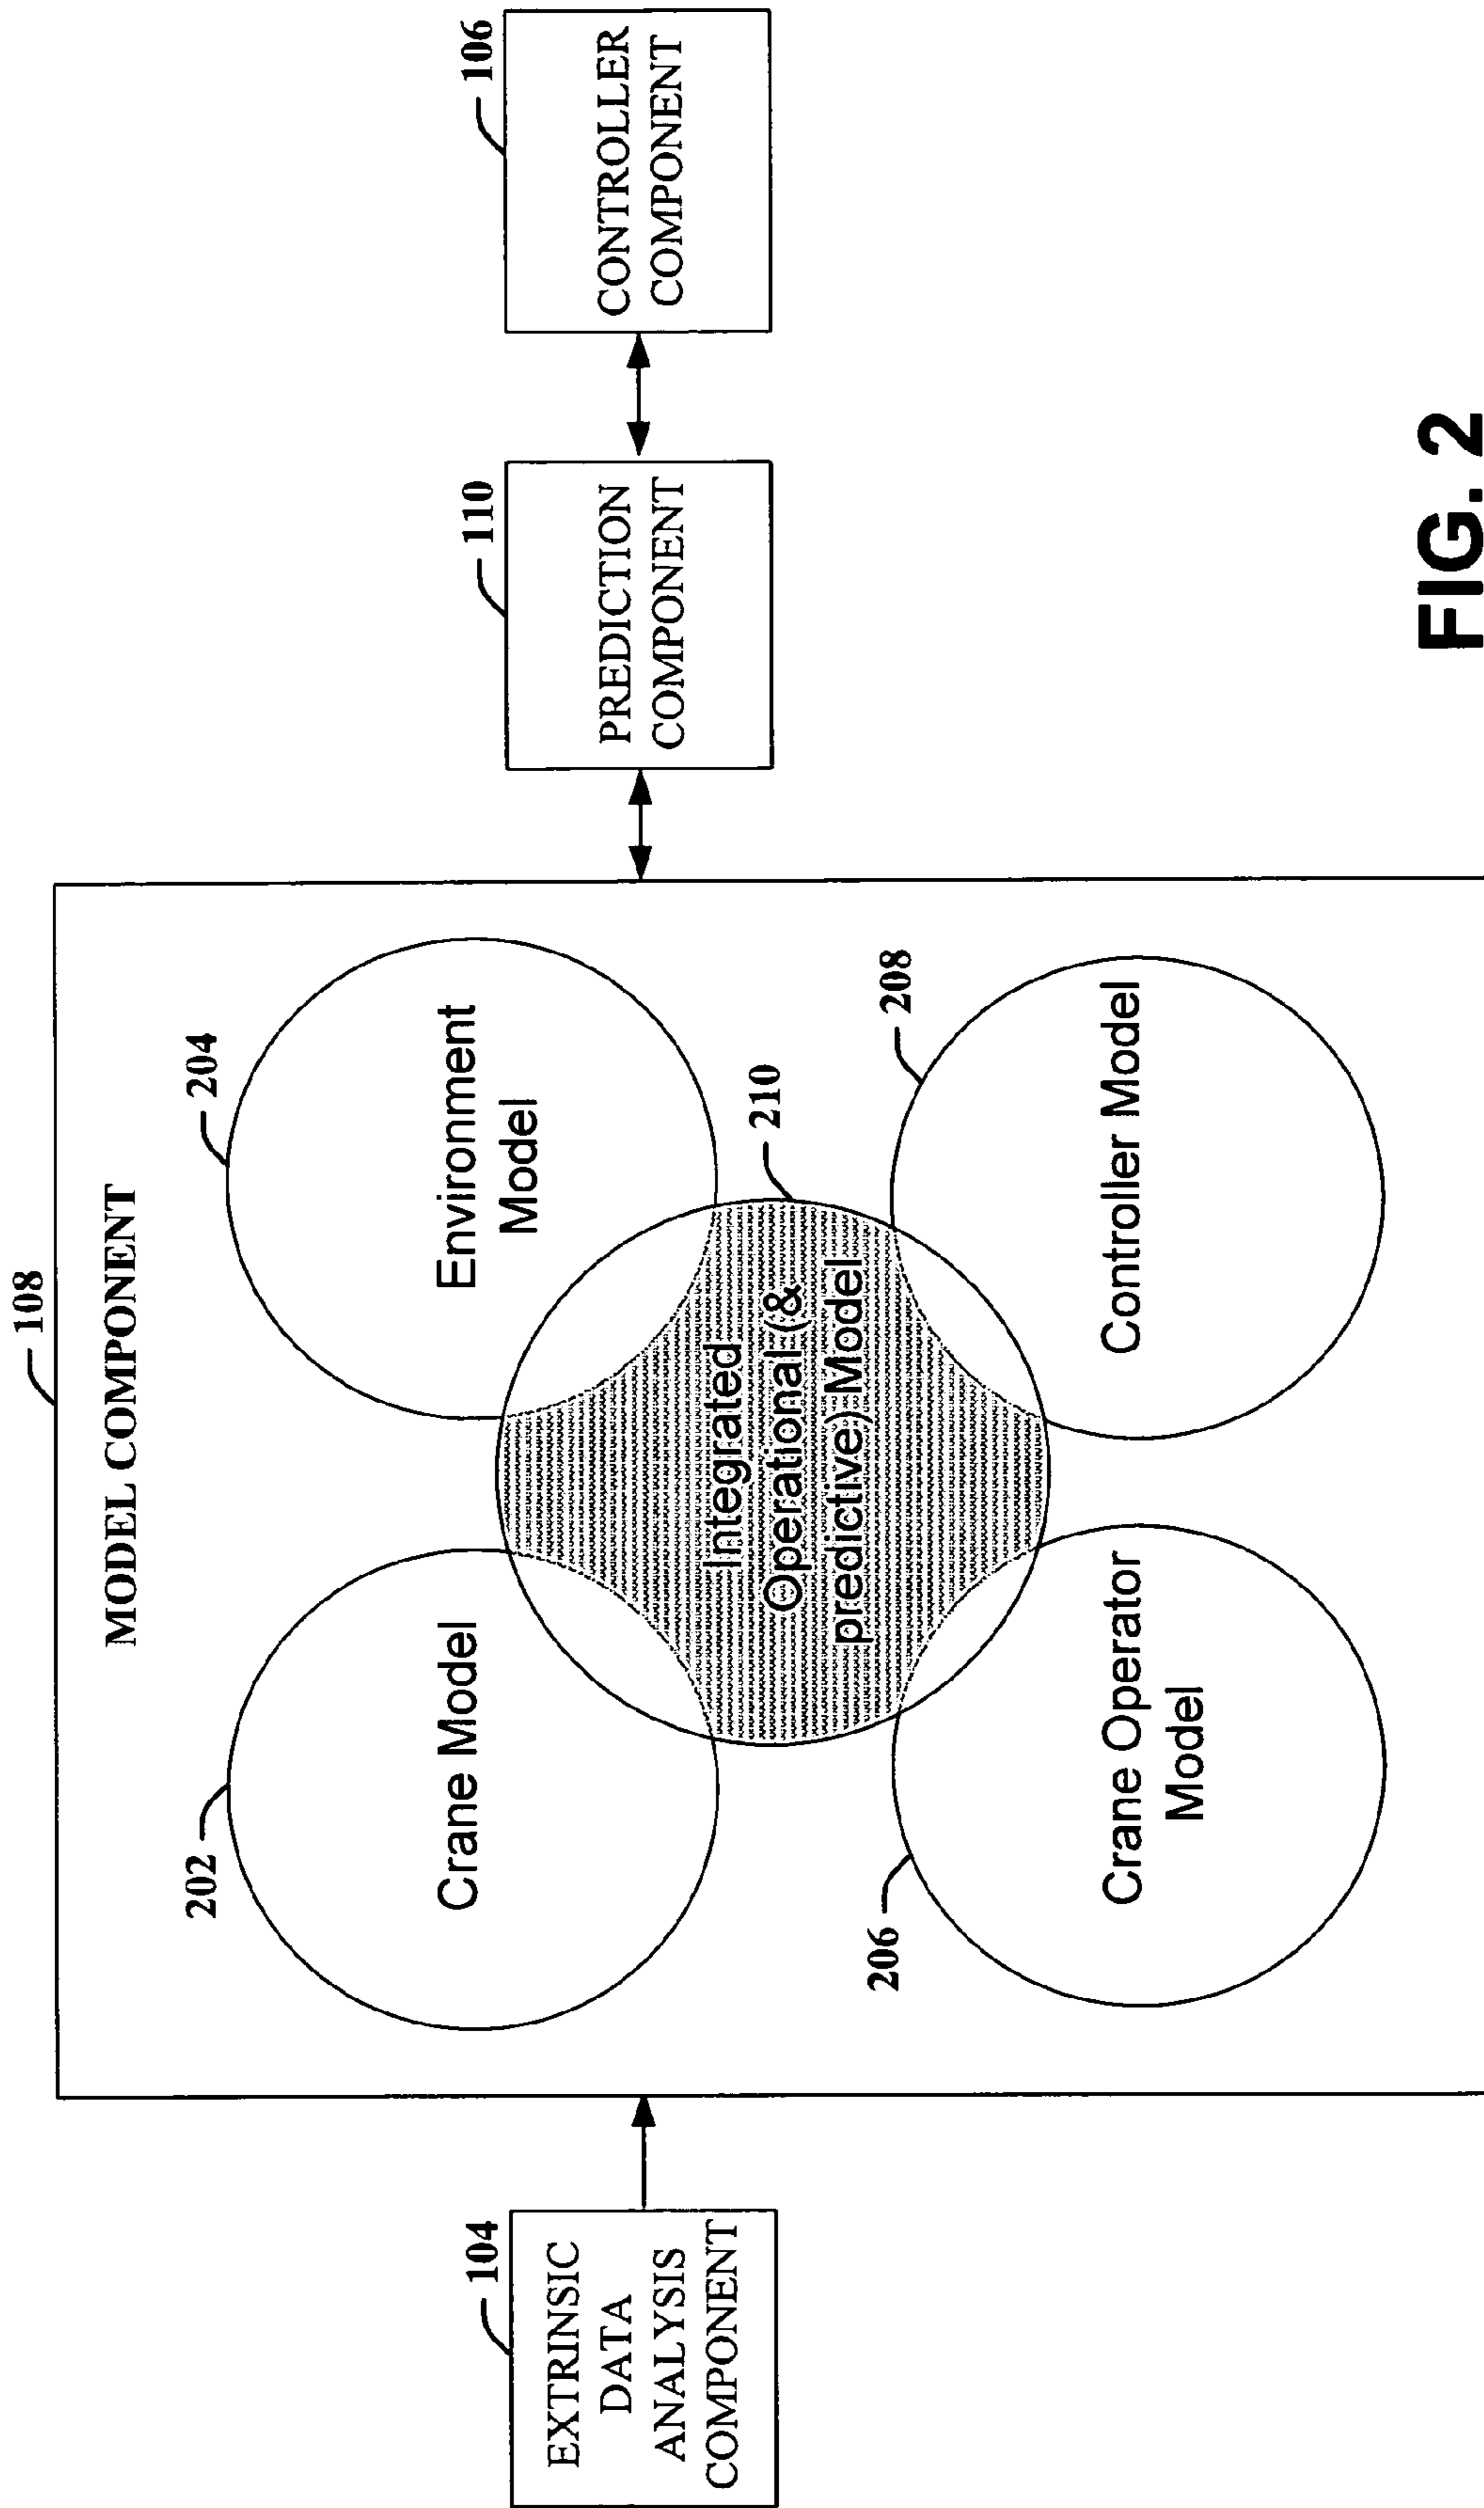 108
MODEL COMPONENT
202
Crane Model
204
Environment
Model
104
EXTRINSIC
DATA
ANALYSIS
COMPONENT
210
Integrated
Operational (&
predictive) Model
110
PREDICTION
COMPONENT
106
CONTROLLER
COMPONENT
206
Crane Operator
Model
208
Controller Model
FIG. 2